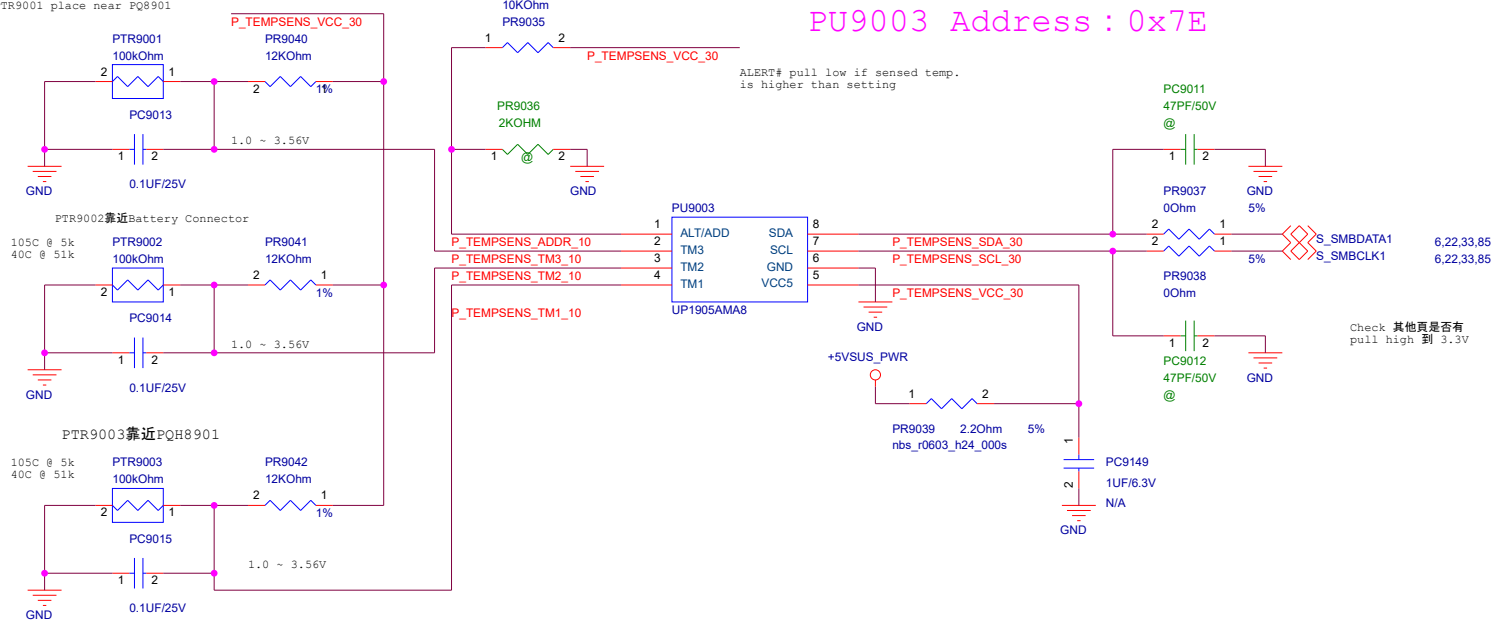 TR9001 place near PQ8901
P_TEMPSENS_VCC_30
PTR9001
100kOhm
2
1
PR9040
12KOhm
2
1
1%
PC9013
1
2
0.1UF/25V
GND
1.0 ~ 3.56V
10KOhm
PR9035
1
2
P_TEMPSENS_VCC_30
PR9036
2KOHM
1
2
@
GND
PU9003 Address : 0x7E
ALERT# pull low if sensed temp.
is higher than setting
PTR9002靠近Battery Connector
105C @ 5k
40C @ 51k
PTR9002
100kOhm
2
1
PR9041
12KOhm
2
1
1%
PC9014
1
2
0.1UF/25V
GND
1.0 ~ 3.56V
PTR9003靠近PQH8901
105C @ 5k
40C @ 51k
PTR9003
100kOhm
2
1
PR9042
12KOhm
2
1
1%
PC9015
1
2
0.1UF/25V
GND
1.0 ~ 3.56V
P_TEMPSENS_ADDR_10
P_TEMPSENS_TM3_10
P_TEMPSENS_TM2_10
P_TEMPSENS_TM1_10
PU9003
1 ALT/ADD SDA 8
2 TM3 SCL 7
3 TM2 GND 6
4 TM1 VCC5 5
UP1905AMA8
GND
P_TEMPSENS_SDA_30
P_TEMPSENS_SCL_30
P_TEMPSENS_VCC_30
PC9011
47PF/50V
@
1
2
GND
PR9037
0Ohm
5%
2
1
2
1
5%
PR9038
0Ohm
S_SMBDATA1 6,22,33,85
S_SMBCLK1 6,22,33,85
1
2
PC9012
47PF/50V
@
GND
Check 其他頁是否有
pull high 到 3.3V
+5VSUS_PWR
1
2
PR9039 2.2Ohm 5%
nbs_r0603_h24_000s
1
2
PC9149
1UF/6.3V
N/A
GND